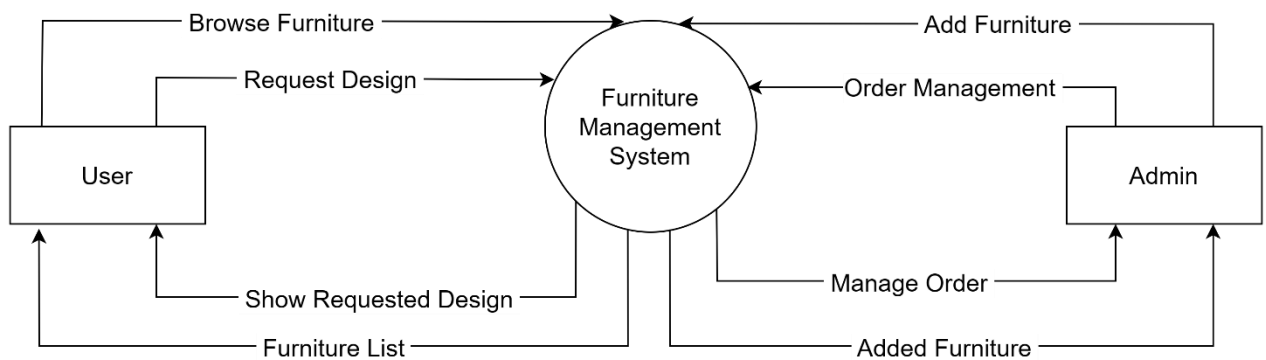 Browse Furniture
Add Furniture
Request Design
Order Management
Furniture
Management
System
User
Admin
Manage Order
Show Requested Design
Furniture List
Added Furniture